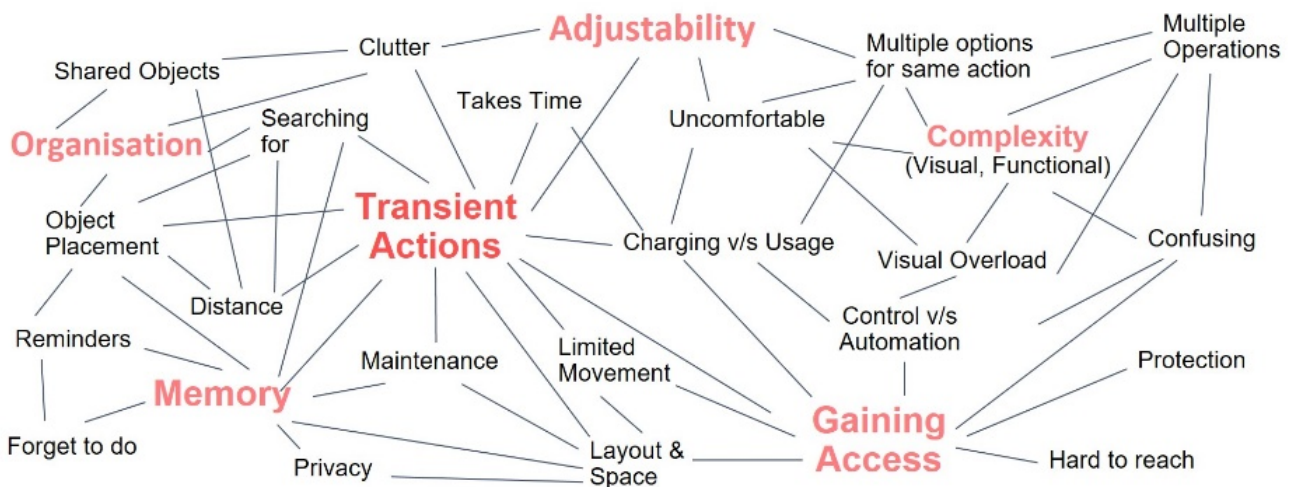 Adjustability
Multiple
Operations
Clutter
Multiple options
for same action
Shared Objects
Takes Time
Searching
for
Uncomfortable
Organisation
Complexity
(Visual, Functional)
Transient
Actions
Object
Placement
Charging v/s Usage
Confusing
Visual Overload
Distance
Control v/s
Automation
Reminders
Maintenance
Limited
Movement
Protection
Memory
Gaining
Access
Forget to do
Privacy
Layout &
Space
Hard to reach